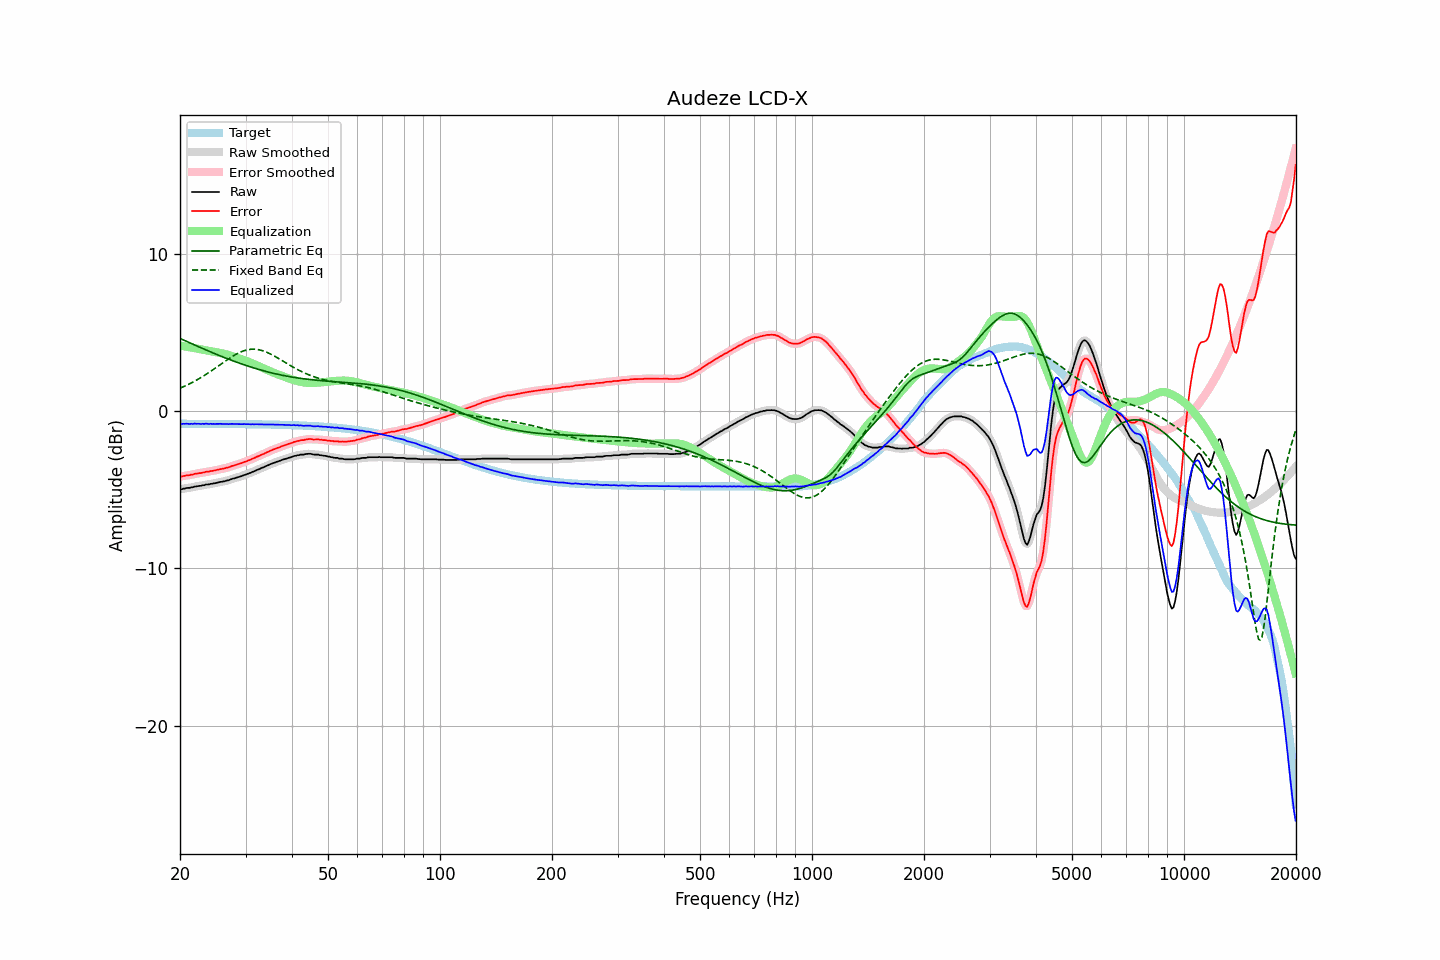 Audeze LCD-X
Target
Raw Smoothed
Error Smoothed
Raw
Error
Equalization
Parametric Eq
Fixed Band Eq
Equalized
Amplitude (dBr)
10
0
−10
−20
20
50
100
200
500
1000
2000
5000
10000
20000
Frequency (Hz)